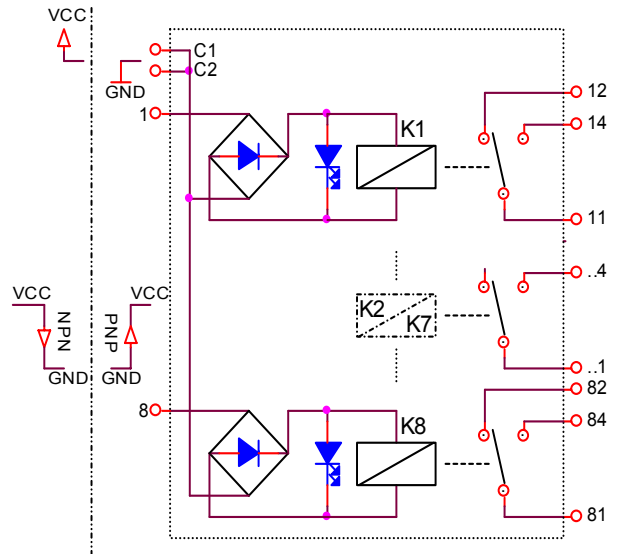 VCC
C1
C2
GND
1
K1
12
14
11
VCC
NPN
GND
VCC
PNP
GND
K2
K7
..4
..1
82
8
K8
84
81